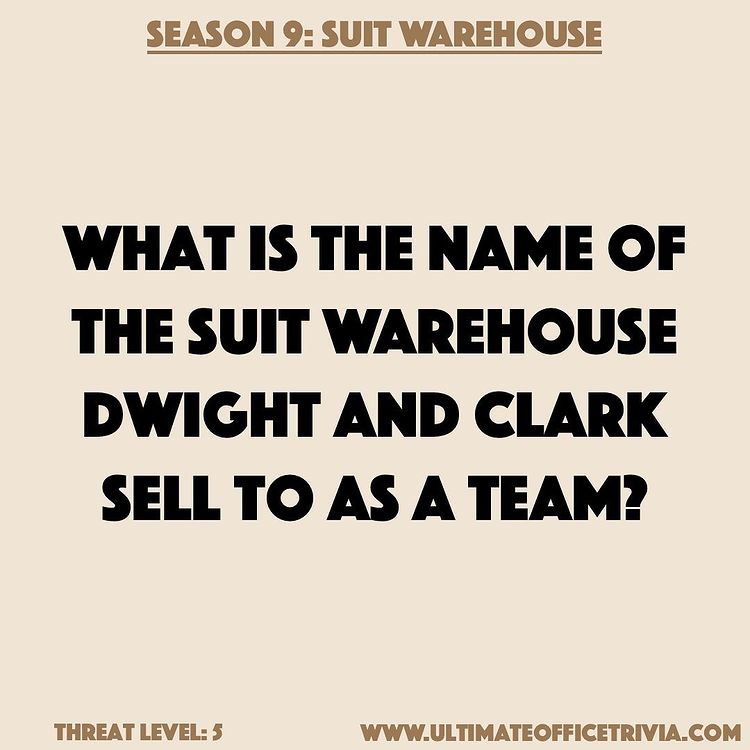 SEASON 9: SUIT WAREHOUSE
WHAT IS THE NAME OF
THE SUIT WAREHOUSE
DWIGHT AND CLARK
SELL TO AS A TEAM?
THREAT LEVEL: 5
WWW.ULTIMATEOFFICETRIVIA.COM